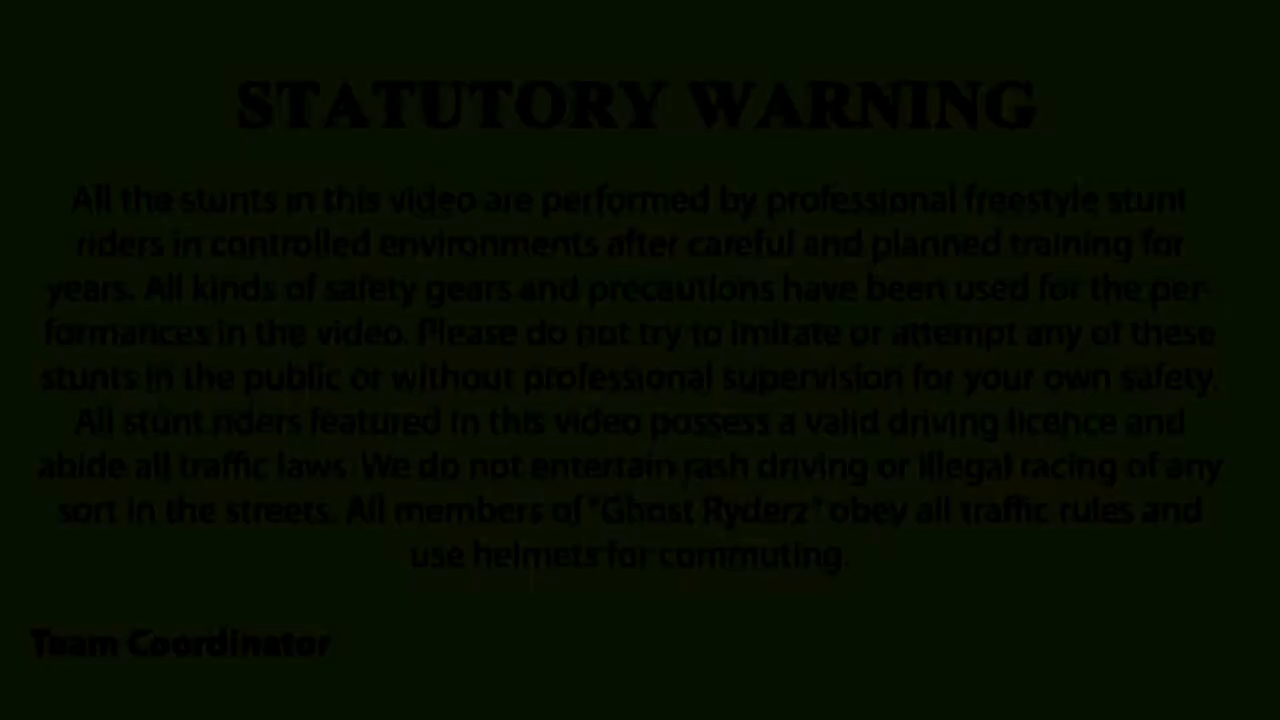 STATUTORY WARNING
All the stunts in this video are performed by professional freestyle stunt
riders in controlled environments after careful and planned training for
years. All kinds of safety gears and precautions have been used for the per-
formances in the video. Please do not try to imitate or attempt any of these
stunts in the public or without professional supervision for your own safety.
All stunt riders featured in this video possess a valid driving licence and
abide all traffic laws. We do not entertain rash driving or illegal racing of any
sort in the streets. All members of "Ghost Ryderz" obey all traffic rules and
use helmets for commuting.
Team Coordinator